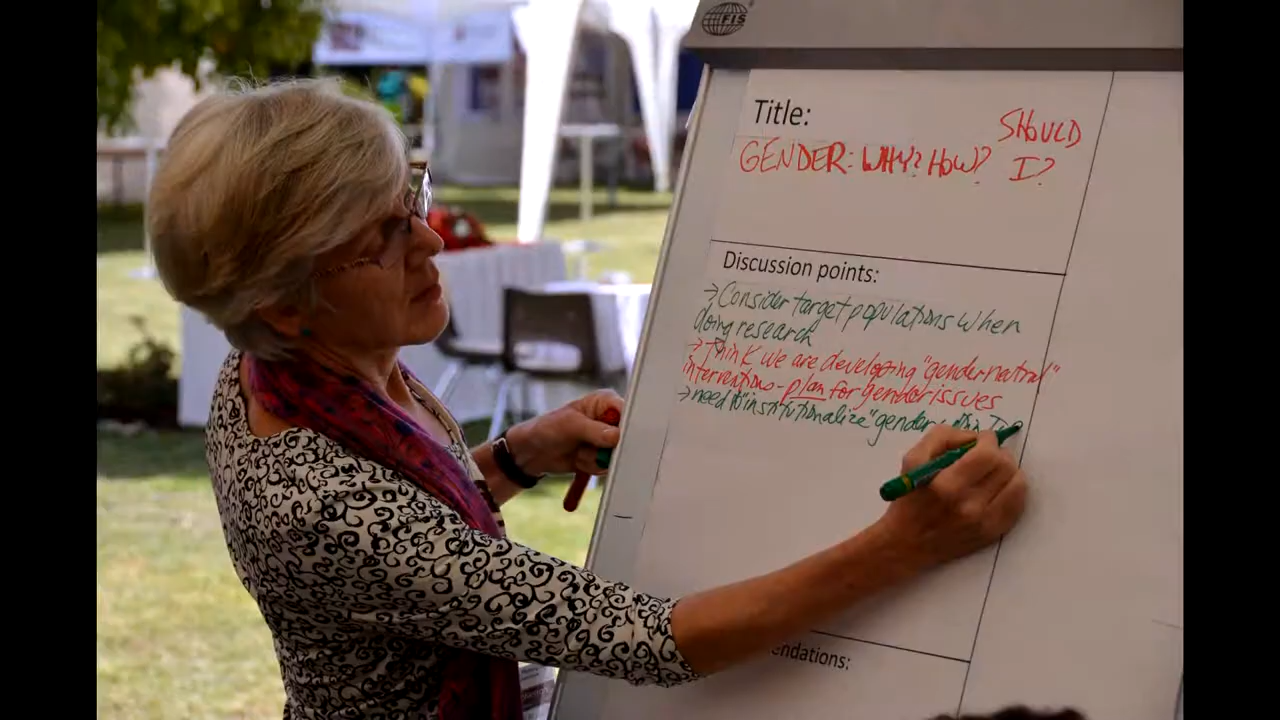 FIS
Title:
SHOULD
GENDER: WHY? HOW? I?
Discussion points:
→Consider target populations when
doing research
→Think we are developing "gender neutral"
interventions - plan for gender issues
→need to "institutionalize" gender
endations: